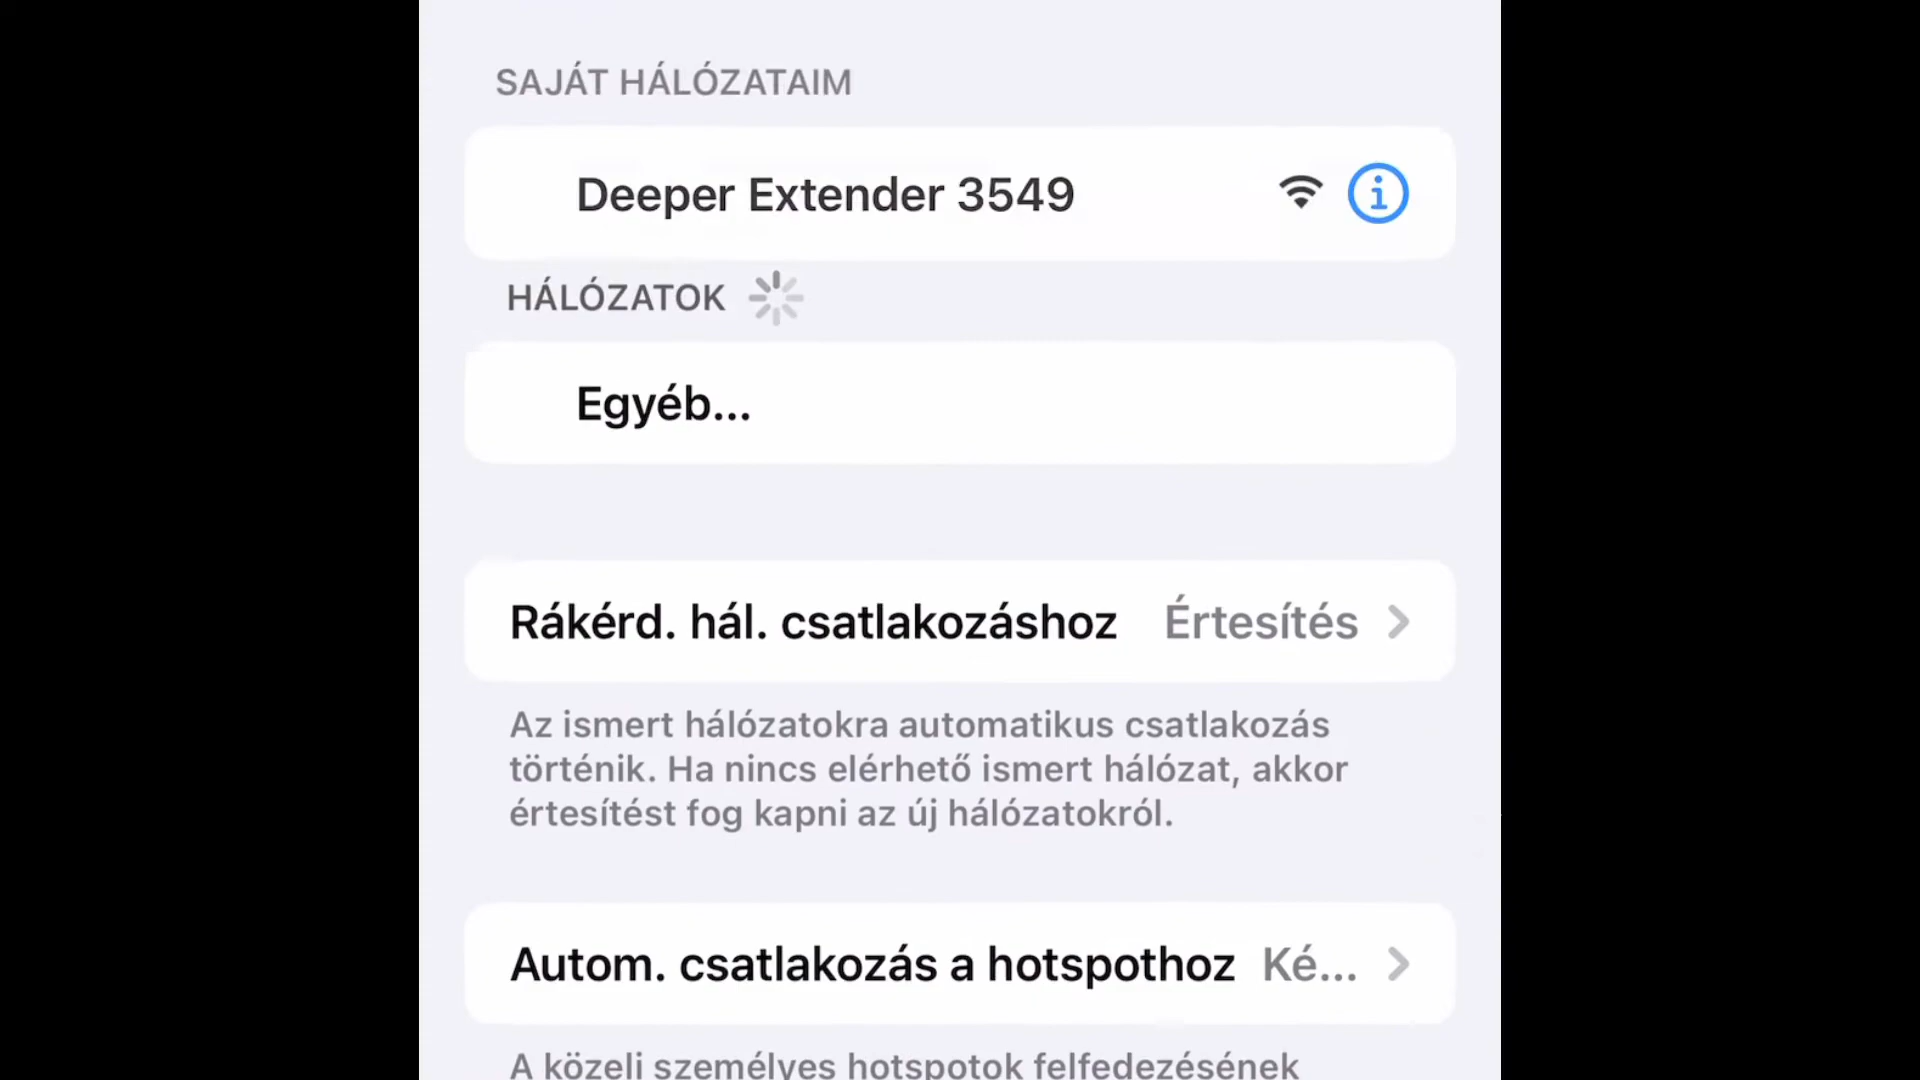 SAJÁT HÁLÓZATAIM
Deeper Extender 3549
HÁLÓZATOK
Egyéb...
Rákérd. hál. csatlakozáshoz Értesítés
Az ismert hálózatokra automatikus csatlakozás
történik. Ha nincs elérhető ismert hálózat, akkor
értesítést fog kapni az új hálózatokról.
Autom. csatlakozás a hotspothoz Ké...
A közeli személyes hotspotok felfedezésének